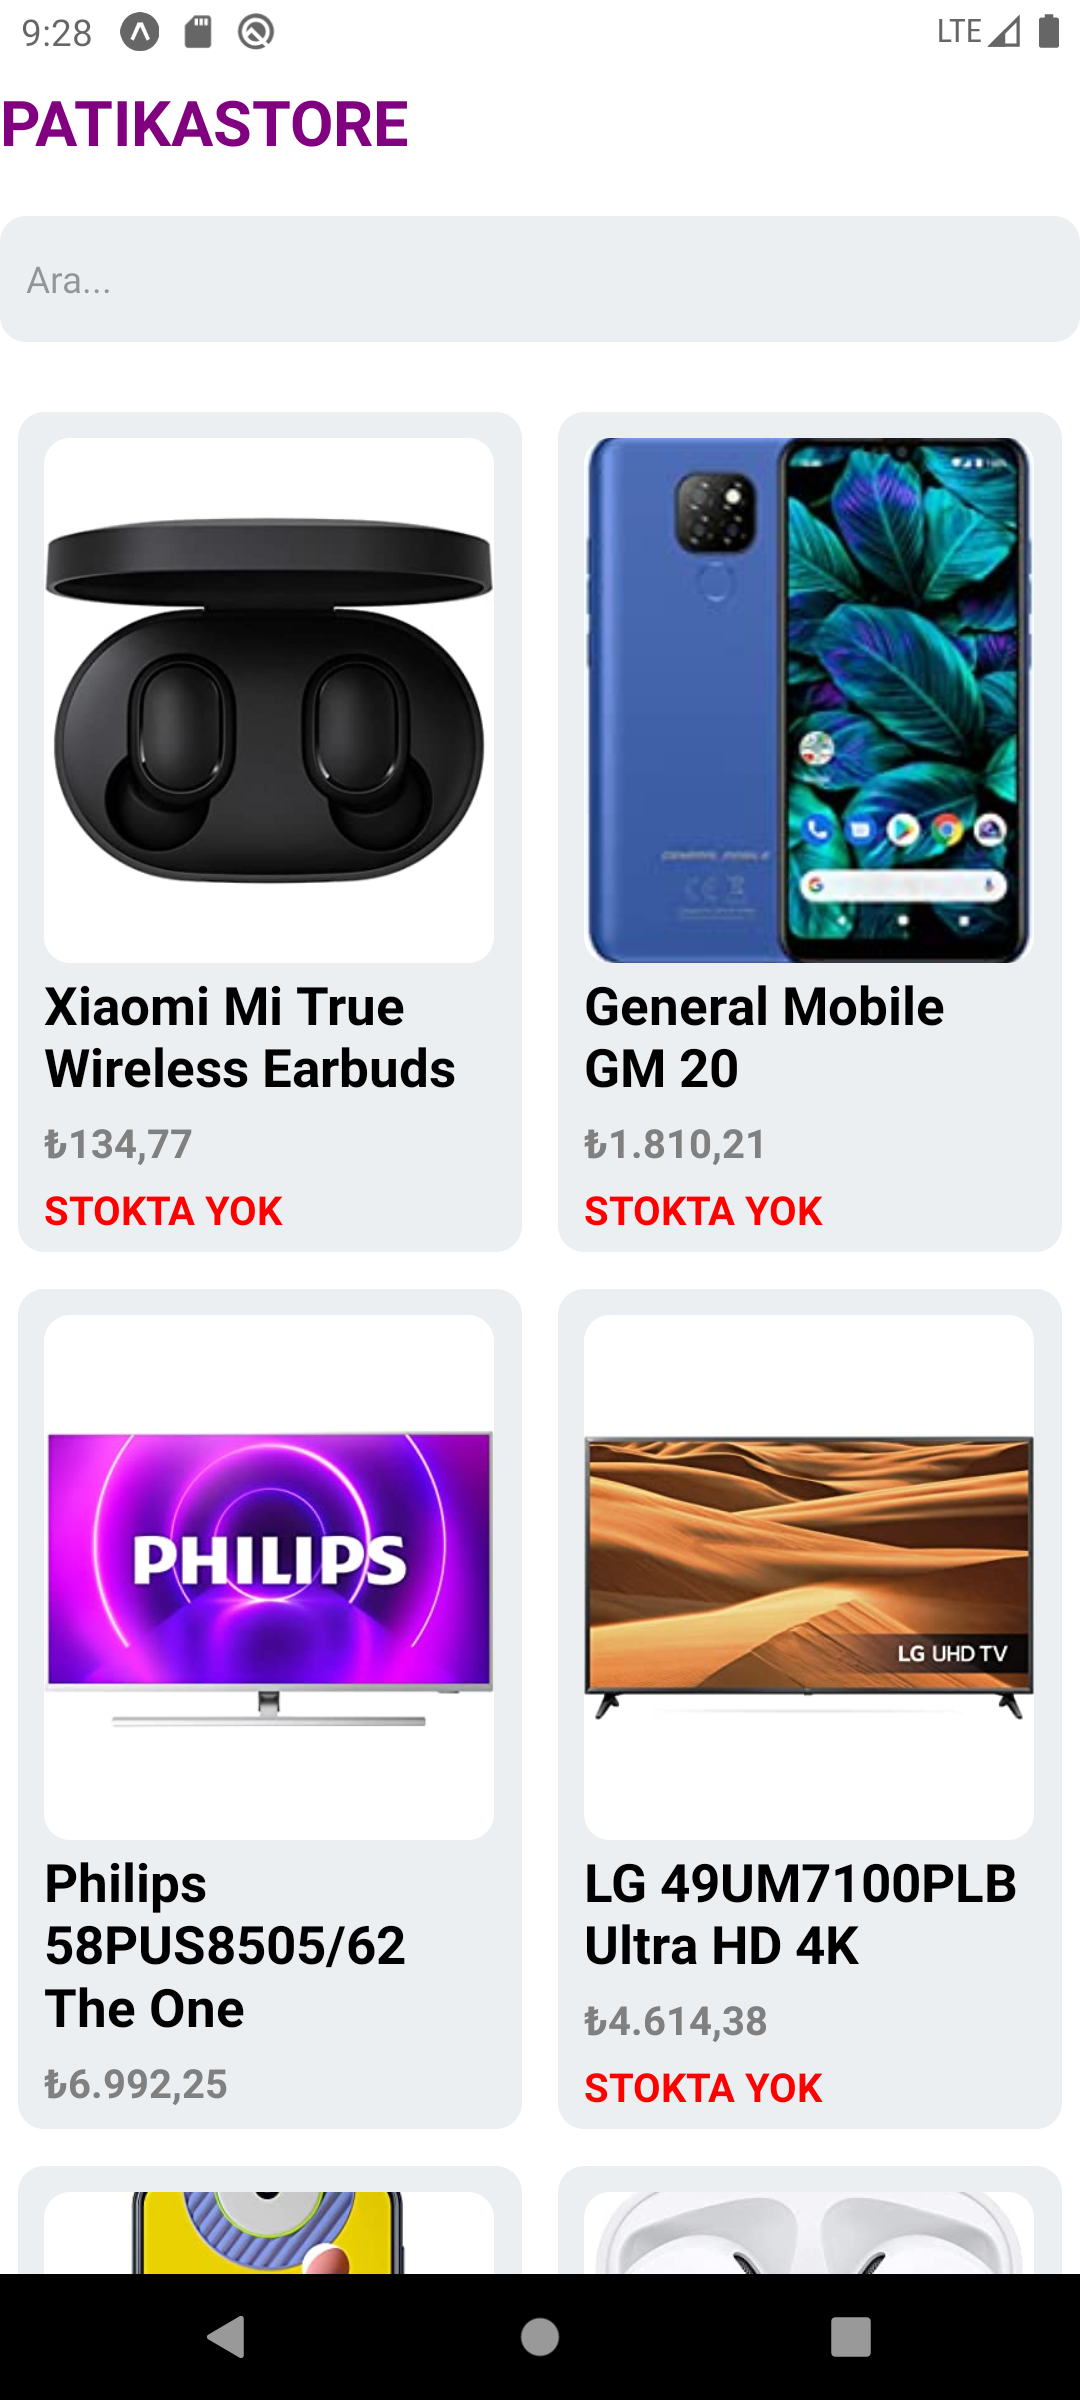 9:28
LTE
PATIKASTORE
Ara...
Xiaomi Mi True
Wireless Earbuds
₺134,77
STOKTA YOK
GENERAL MOBILE
General Mobile
GM 20
₺1.810,21
STOKTA YOK
PHILIPS
Philips
58PUS8505/62
The One
₺6.992,25
LG UHD TV
LG 49UM7100PLB
Ultra HD 4K
₺4.614,38
STOKTA YOK